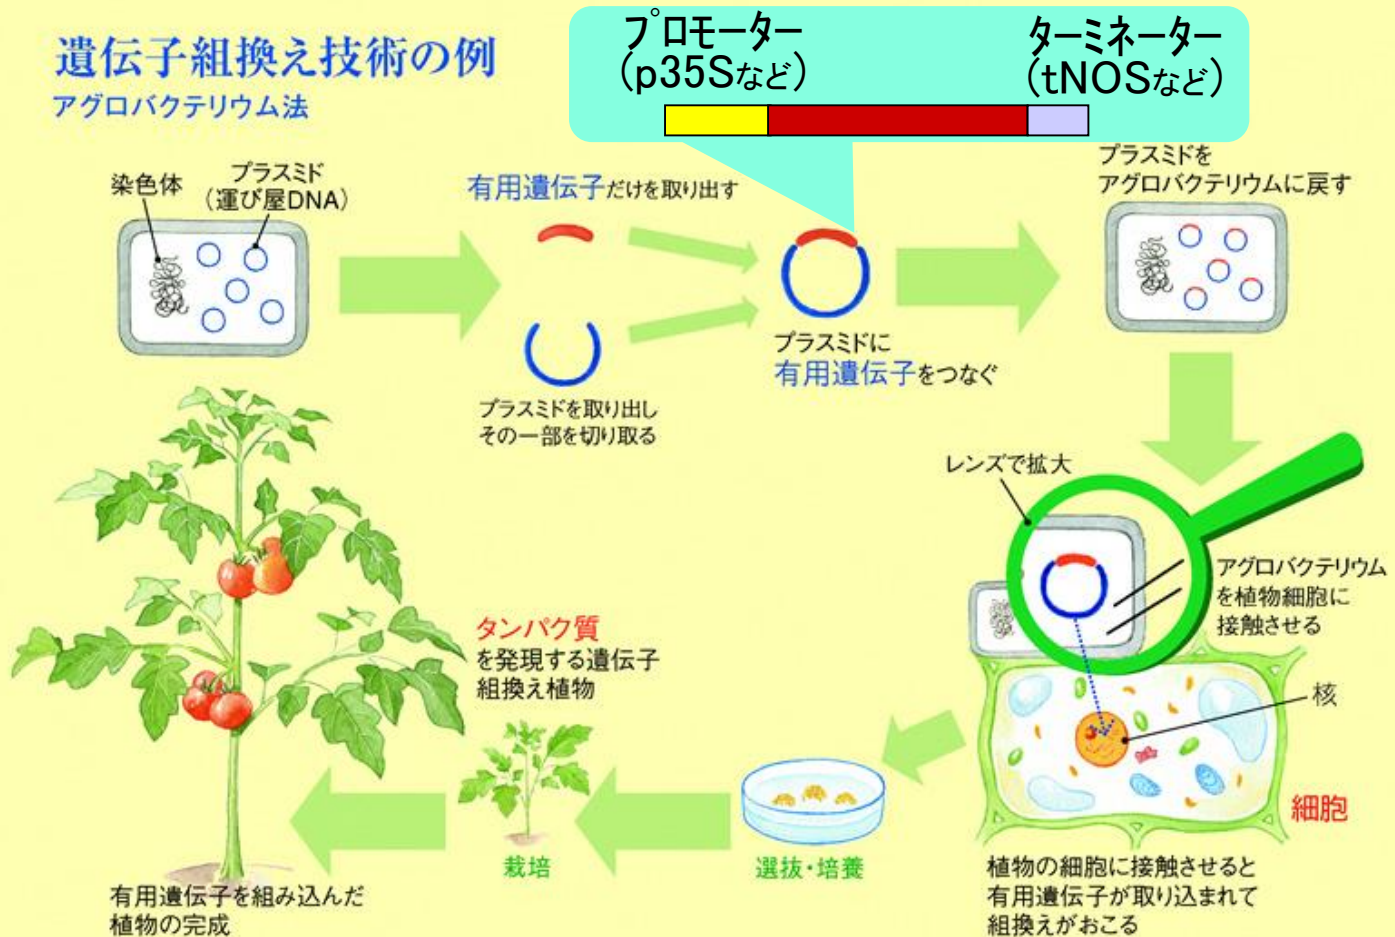 遺伝子組換え技術の例
アグロバクテリウム法
プロモーター
(p35Sなど)
ターミネーター
(tNOSなど)
染色体
プラスミド
(運び屋DNA)
有用遺伝子だけを取り出す
プラスミドを取り出し
その一部を切り取る
プラスミドに
有用遺伝子をつなぐ
プラスミドを
アグロバクテリウムに戻す
レンズで拡大
アグロバクテリウム
を植物細胞に
接触させる
核
細胞
植物の細胞に接触させると
有用遺伝子が取り込まれて
組換えがおこる
選抜・培養
タンパク質
を発現する遺伝子
組換え植物
栽培
有用遺伝子を組み込んだ
植物の完成